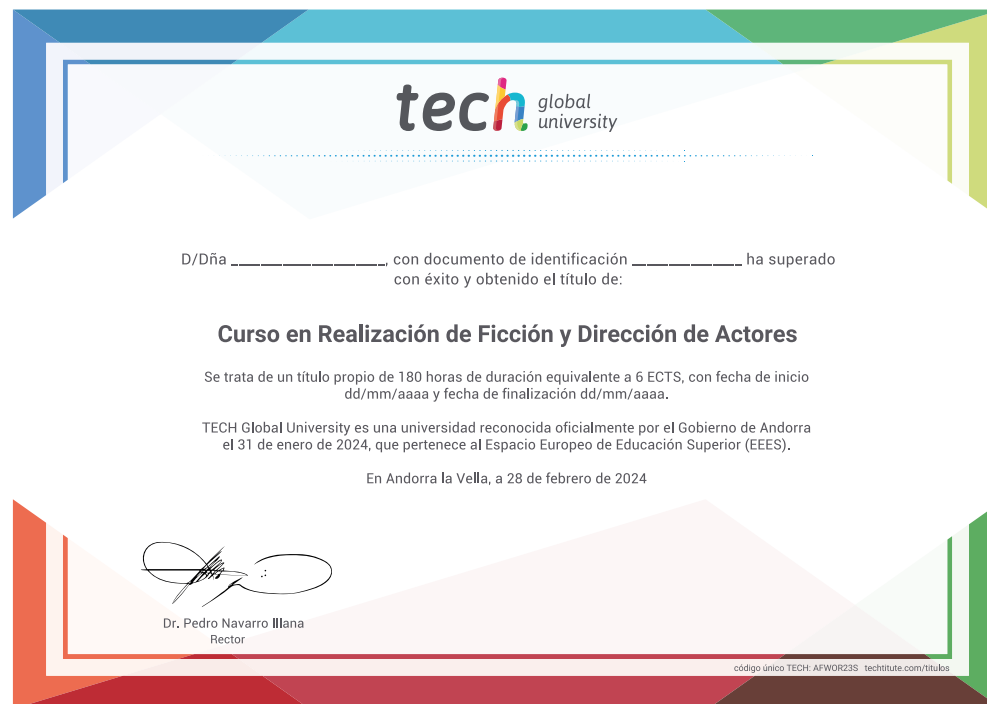 tech global university
D/Dña ______________________, con documento de identificación ________________ ha superado
con éxito y obtenido el título de:
Curso en Realización de Ficción y Dirección de Actores
Se trata de un título propio de 180 horas de duración equivalente a 6 ECTS, con fecha de inicio
dd/mm/aaaa y fecha de finalización dd/mm/aaaa.
TECH Global University es una universidad reconocida oficialmente por el Gobierno de Andorra
el 31 de enero de 2024, que pertenece al Espacio Europeo de Educación Superior (EEES).
En Andorra la Vella, a 28 de febrero de 2024
Dr. Pedro Navarro Illana
Rector
código único TECH: AFWOR23S techtitute.com/titulos